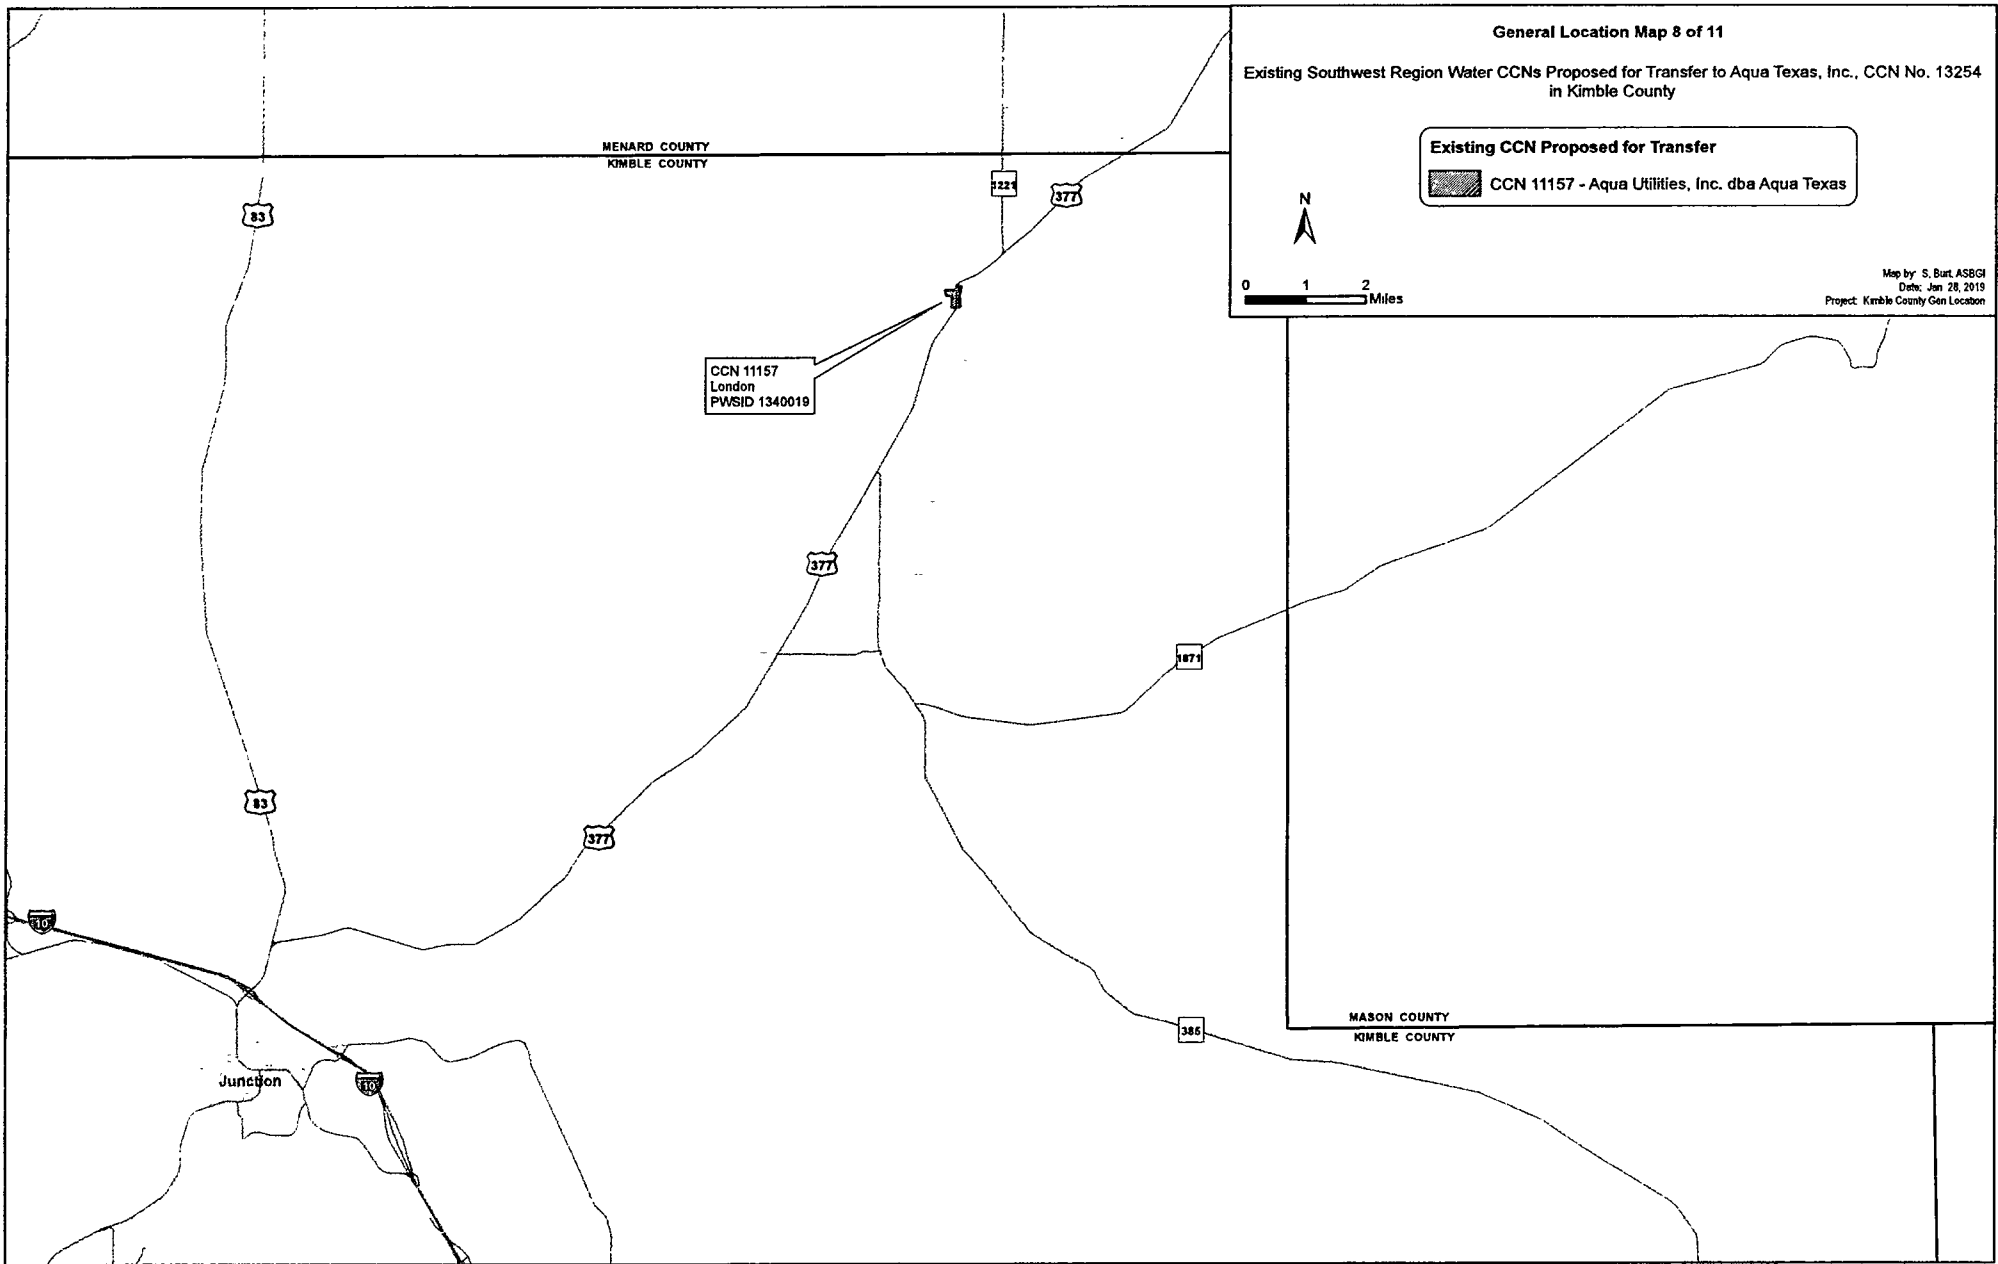 General Location Map 8 of 11
Existing Southwest Region Water CCNs Proposed for Transfer to Aqua Texas, Inc., CCN No. 13254
in Kimble County
Existing CCN Proposed for Transfer
CCN 11157 - Aqua Utilities, Inc. dba Aqua Texas
N
0 1 2
Miles
Map by: S. Burt, ASBGI
Date: Jan 28, 2019
Project: Kimble County Gen Location
MENARD COUNTY
KIMBLE COUNTY
1221
377
83
CCN 11157
London
PWSID 1340019
377
1871
83
377
10
MASON COUNTY
KIMBLE COUNTY
385
Junction
10